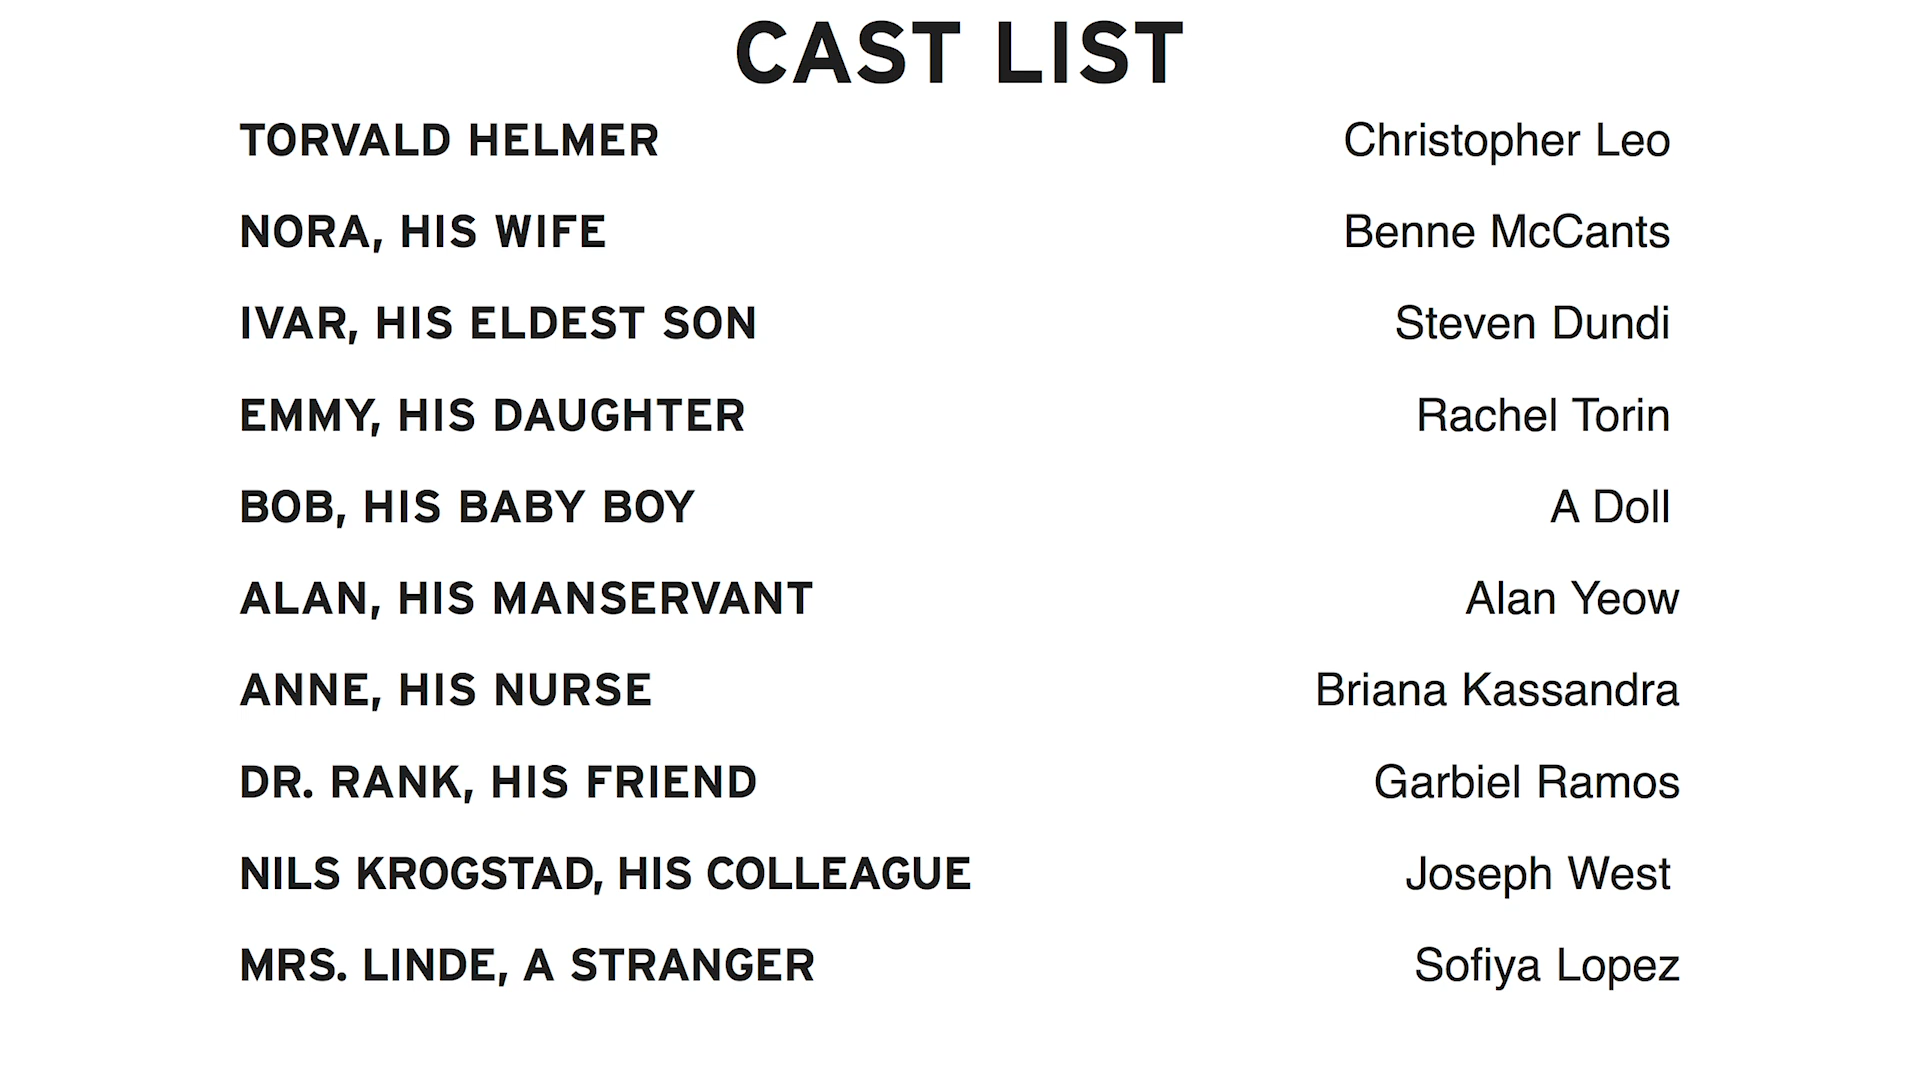 CAST LIST
TORVALD HELMER Christopher Leo
NORA, HIS WIFE Benne McCants
IVAR, HIS ELDEST SON Steven Dundi
EMMY, HIS DAUGHTER Rachel Torin
BOB, HIS BABY BOY A Doll
ALAN, HIS MANSERVANT Alan Yeow
ANNE, HIS NURSE Briana Kassandra
DR. RANK, HIS FRIEND Garbiel Ramos
NILS KROGSTAD, HIS COLLEAGUE Joseph West
MRS. LINDE, A STRANGER Sofiya Lopez